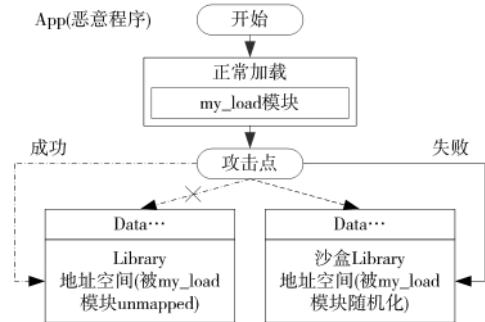 App(恶意程序)
开始
正常加载
my_load模块
成功
攻击点
失败
Data…
Library
地址空间(被my_load
模块unmapped)
Data…
沙盒Library
地址空间(被my_load
模块随机化)